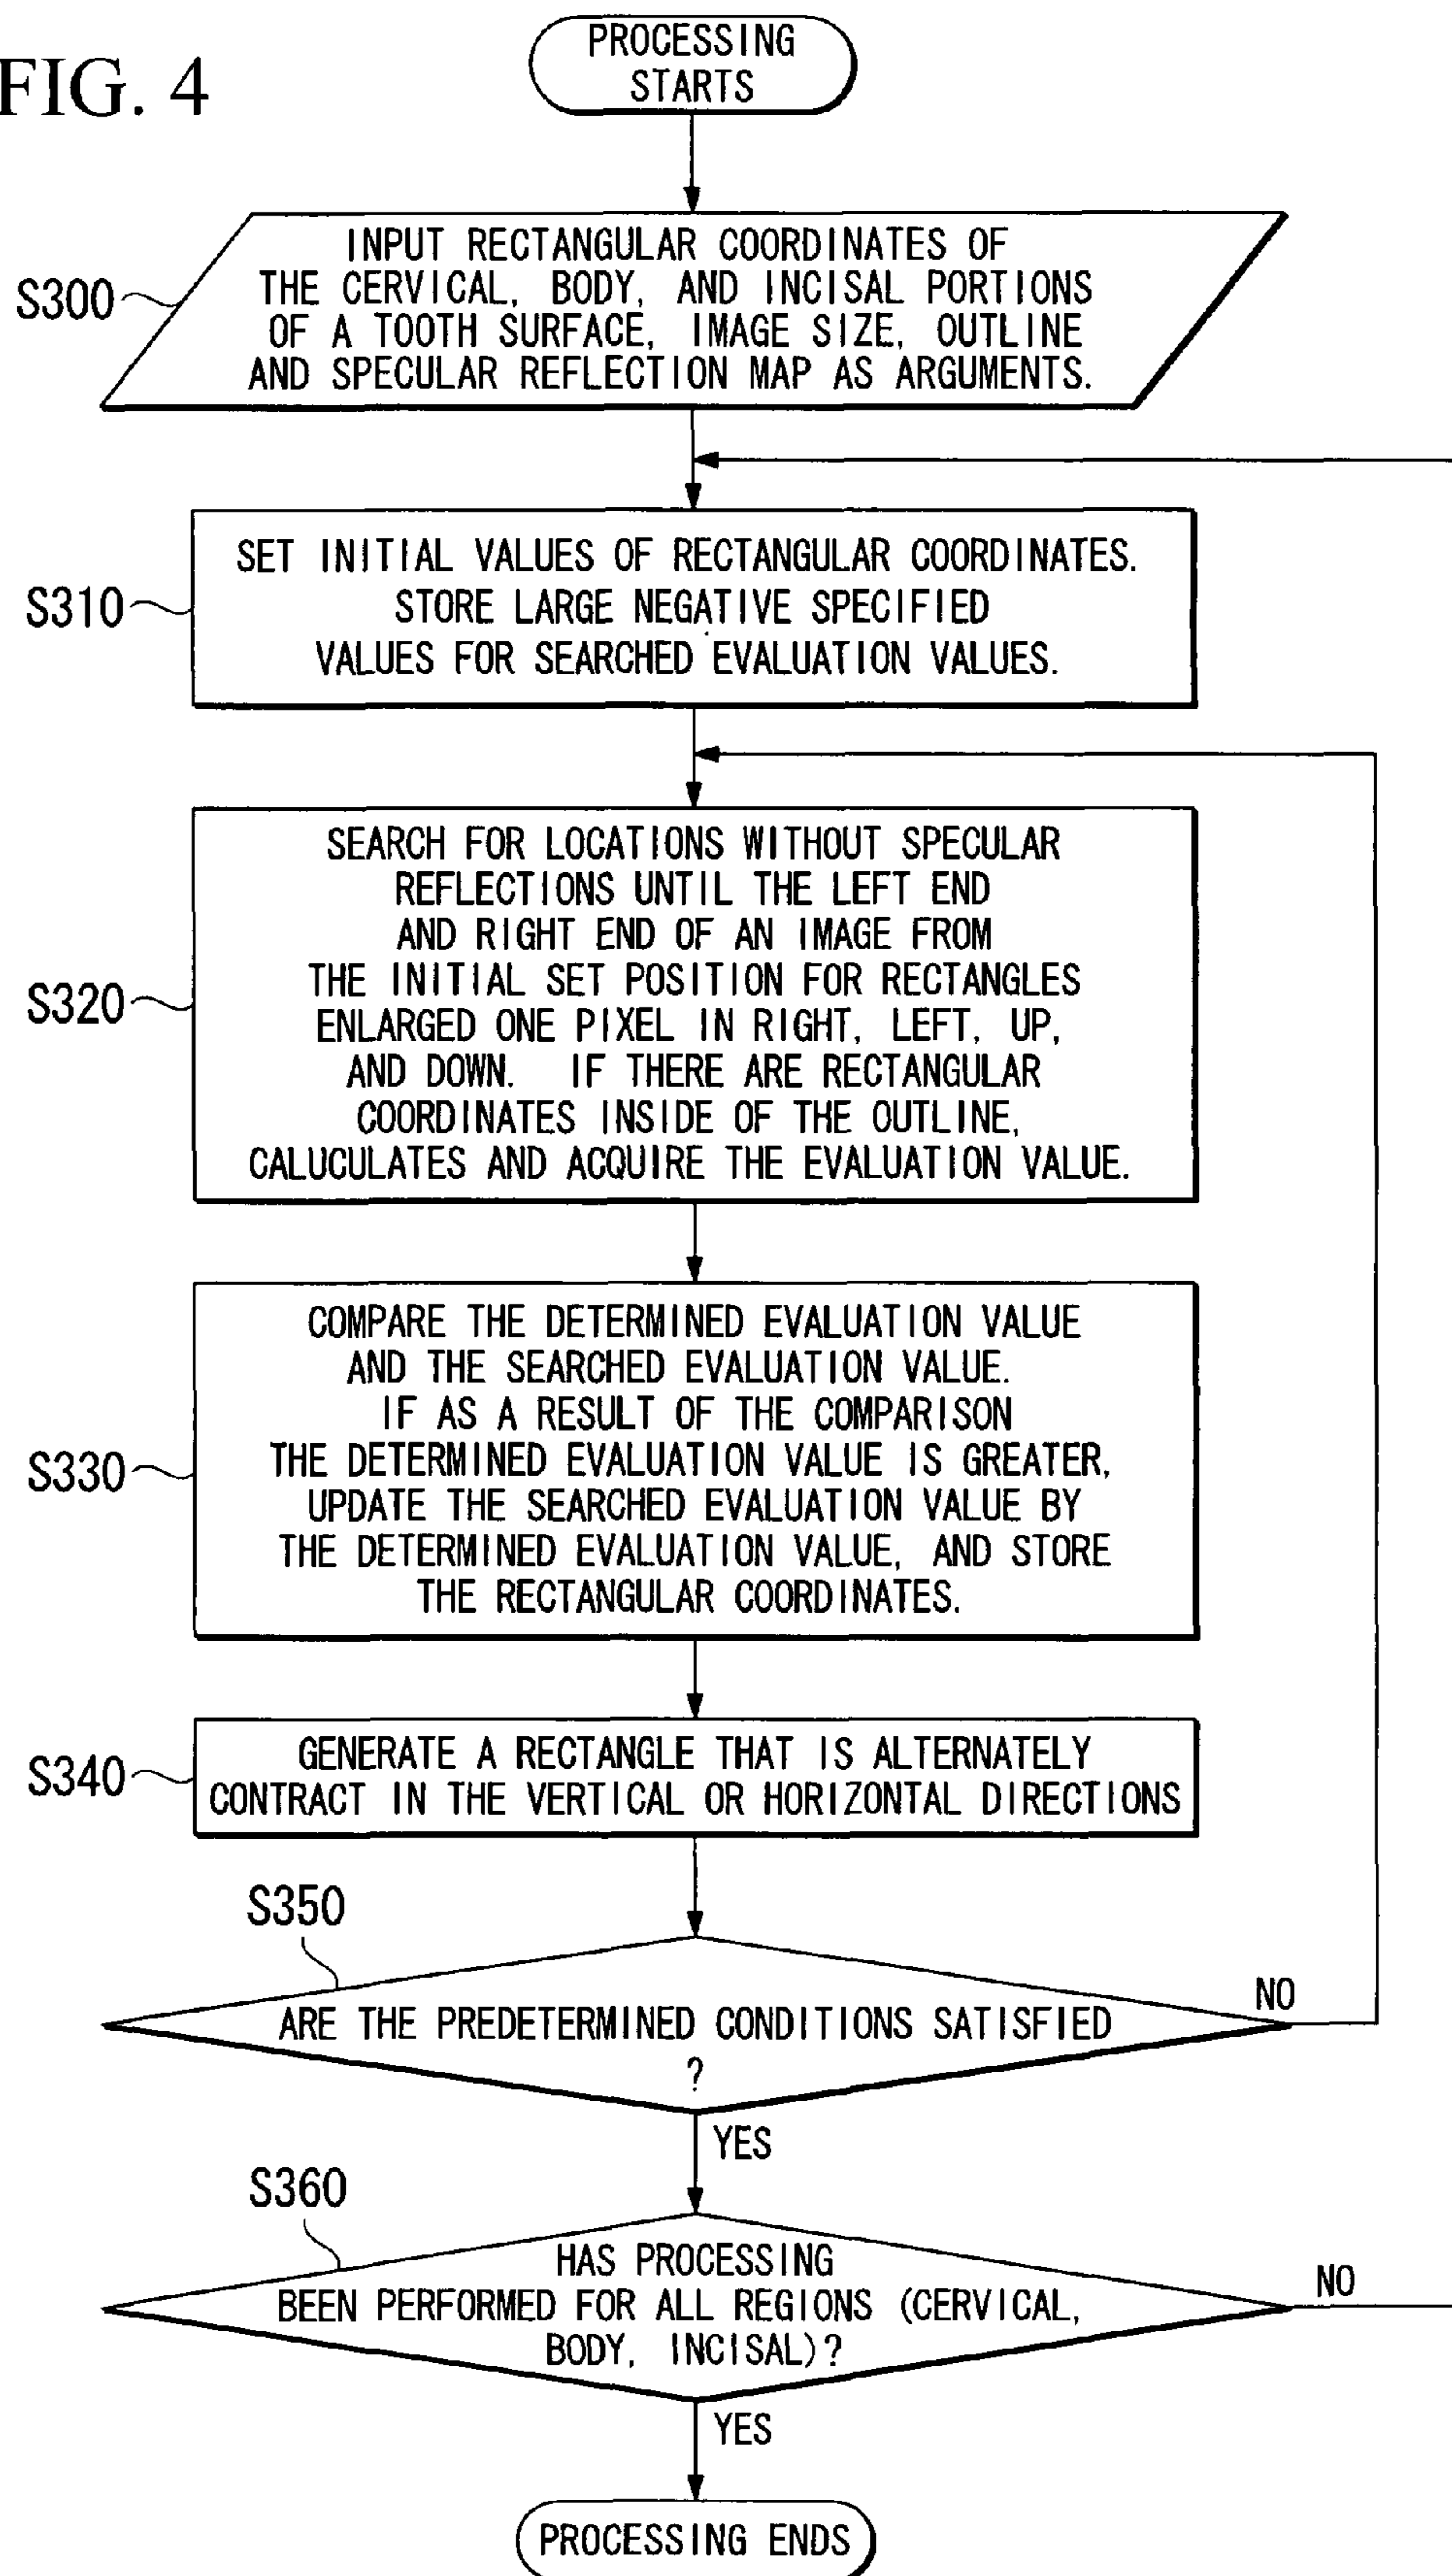 FIG. 4
PROCESSING
STARTS
S300
INPUT RECTANGULAR COORDINATES OF
THE CERVICAL, BODY, AND INCISAL PORTIONS
OF A TOOTH SURFACE, IMAGE SIZE, OUTLINE
AND SPECULAR REFLECTION MAP AS ARGUMENTS.
S310
SET INITIAL VALUES OF RECTANGULAR COORDINATES.
STORE LARGE NEGATIVE SPECIFIED
VALUES FOR SEARCHED EVALUATION VALUES.
S320
SEARCH FOR LOCATIONS WITHOUT SPECULAR
REFLECTIONS UNTIL THE LEFT END
AND RIGHT END OF AN IMAGE FROM
THE INITIAL SET POSITION FOR RECTANGLES
ENLARGED ONE PIXEL IN RIGHT, LEFT, UP,
AND DOWN. IF THERE ARE RECTANGULAR
COORDINATES INSIDE OF THE OUTLINE,
CALUCULATES AND ACQUIRE THE EVALUATION VALUE.
S330
COMPARE THE DETERMINED EVALUATION VALUE
AND THE SEARCHED EVALUATION VALUE.
IF AS A RESULT OF THE COMPARISON
THE DETERMINED EVALUATION VALUE IS GREATER,
UPDATE THE SEARCHED EVALUATION VALUE BY
THE DETERMINED EVALUATION VALUE, AND STORE
THE RECTANGULAR COORDINATES.
S340
GENERATE A RECTANGLE THAT IS ALTERNATELY
CONTRACT IN THE VERTICAL OR HORIZONTAL DIRECTIONS
S350
ARE THE PREDETERMINED CONDITIONS SATISFIED
?
NO
YES
S360
HAS PROCESSING
BEEN PERFORMED FOR ALL REGIONS (CERVICAL,
BODY, INCISAL)?
NO
YES
PROCESSING ENDS